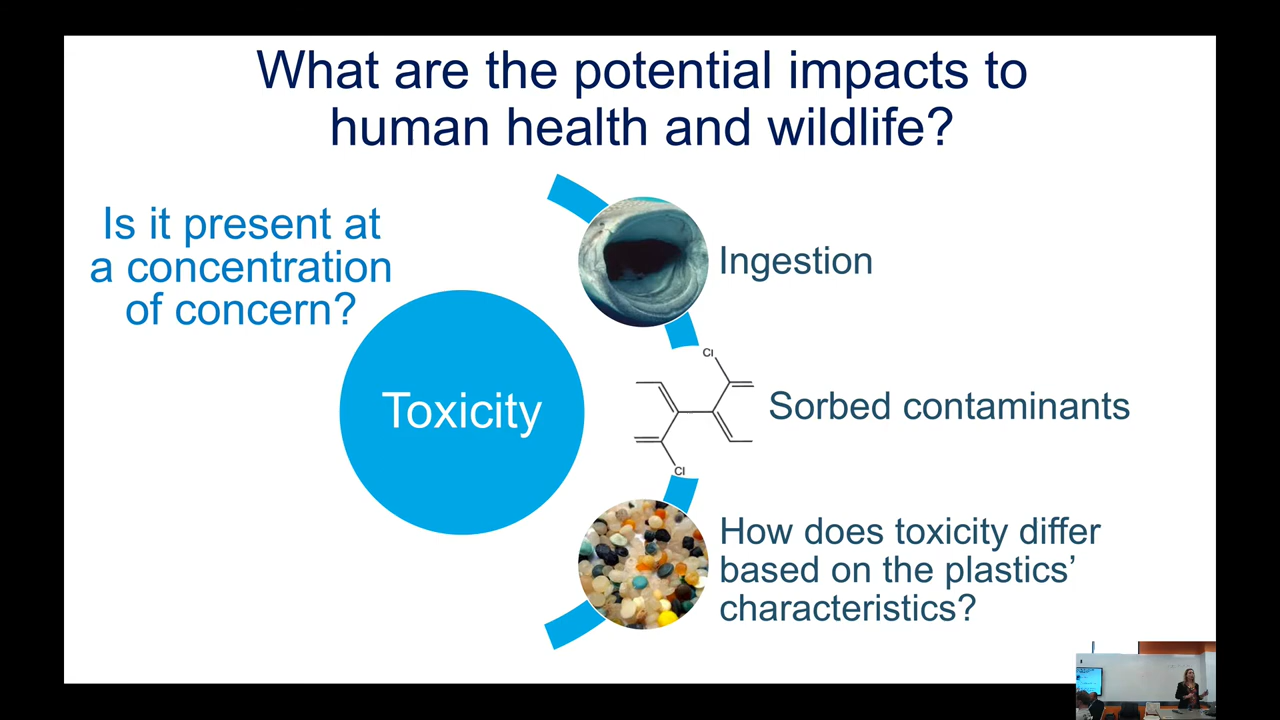 What are the potential impacts to
human health and wildlife?
Is it present at
a concentration
of concern?
Toxicity
Ingestion
Cl
Cl
Sorbed contaminants
How does toxicity differ
based on the plastics’
characteristics?